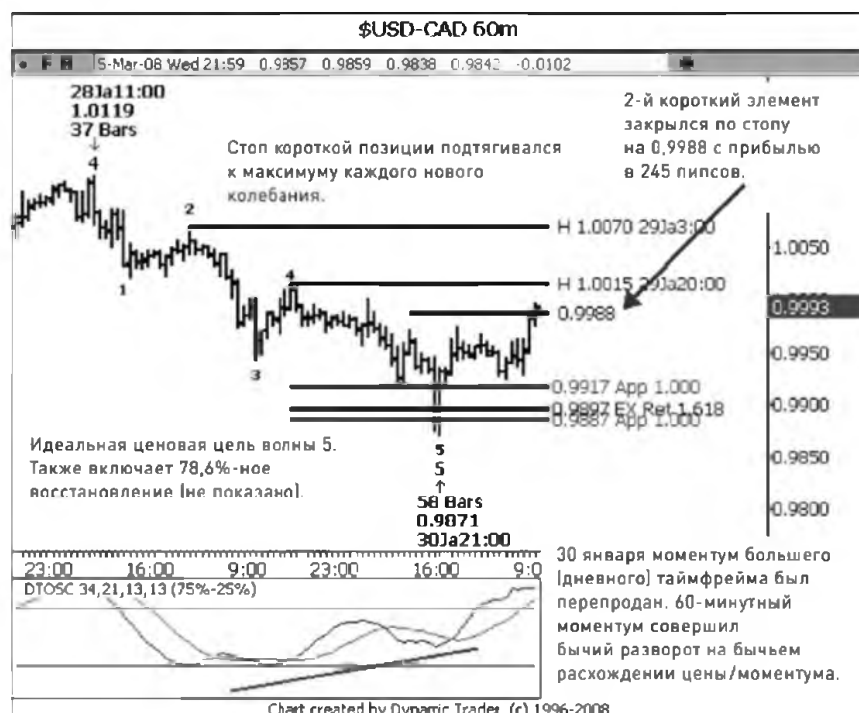 $USD-CAD 60m
5-Mar-08 Wed 21:59 0.9857 0.9859 0.9838 0.9842 -0.0102
28Ja11:00
1.0119
37 Bars
4
2-й короткий элемент
закрылся по стопу
на 0,9988 с прибылью
в 245 пипсов.
Стоп короткой позиции подтягивался
к максимуму каждого нового
колебания.
2
H 1.0070 29Ja3:00
1.0050
1
4
H 1.0015 29Ja20:00
0.9993
0.9988
0.9950
3
0.9917 App 1.000
0.9897 EX Ret 1.618
0.9900
0.9887 App 1.000
Идеальная ценовая цель волны 5.
Также включает 78,6%-ное
восстановление (не показано).
5
5
0.9850
58 Bars
0.9871
30Ja21:00
0.9800
23:00 16:00 9:00 23:00 16:00 9:0
DTOSC 34,21,13,13 (75%-25%)
30 января моментум большего
(дневного) таймфрейма был
перепродан. 60-минутный
моментум совершил
бычий разворот на бычьем
расхождении цены/моментума.
Chart created by Dynamic Trader (c) 1996-2008